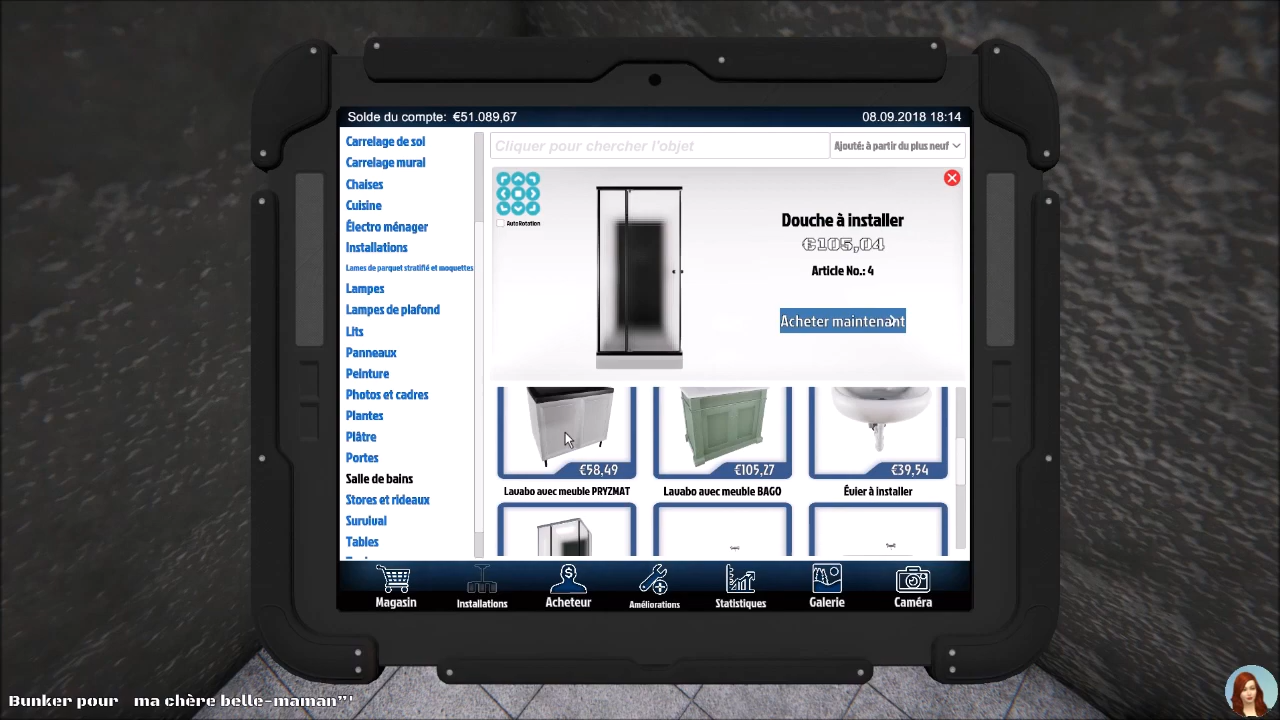 Solde du compte: €51.089,67
08.09.2018 18:14
Carrelage de sol
Carrelage mural
Chaises
Cuisine
Électro ménager
Installations
Lames de parquet stratifié et moquettes
Lampes
Lampes de plafond
Lits
Panneaux
Peinture
Photos et cadres
Plantes
Plâtre
Portes
Salle de bains
Stores et rideaux
Survival
Tables
Cliquer pour chercher l'objet
Ajouté: à partir du plus neuf
Auto Rotation
Douche à installer
€105,04
Article No.: 4
Acheter maintenant
€58,49
€105,27
€39,54
Lavabo avec meuble PRYZMAT
Lavabo avec meuble BAGO
Évier à installer
Magasin
Installations
Acheteur
Améliorations
Statistiques
Galerie
Caméra
Bunker pour ma chère belle-maman"'